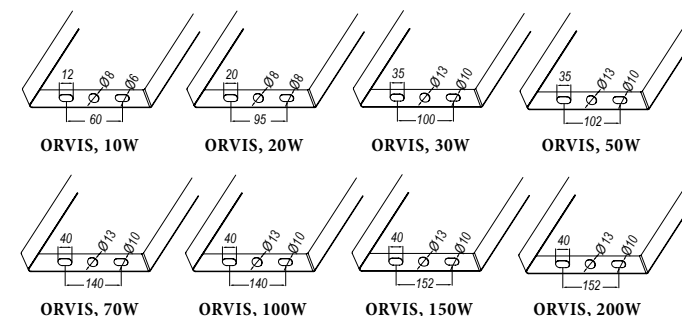 12 Ø8 Ø6 60
20 Ø8 Ø8 95
35 Ø13 Ø10 100
35 Ø13 Ø10 102
ORVIS, 10W ORVIS, 20W ORVIS, 30W ORVIS, 50W
40 Ø13 Ø10 140
40 Ø13 Ø10 140
40 Ø13 Ø10 152
40 Ø13 Ø10 152
ORVIS, 70W ORVIS, 100W ORVIS, 150W ORVIS, 200W